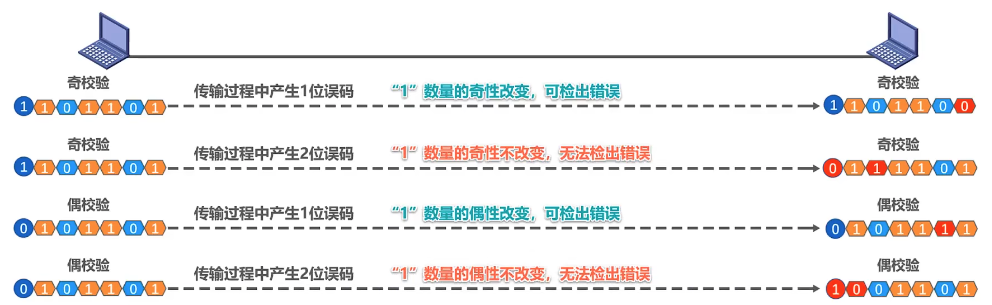 奇校验 奇校验
1 1 0 1 1 0 1 传输过程中产生1位误码 “1”数量的奇性改变，可检出错误 1 1 0 1 1 0 0
奇校验 奇校验
1 1 0 1 1 0 1 传输过程中产生2位误码 “1”数量的奇性不改变，无法检出错误 0 1 1 1 1 0 1
偶校验 偶校验
0 1 0 1 1 0 1 传输过程中产生1位误码 “1”数量的偶性改变，可检出错误 0 1 0 1 1 1 1
偶校验 偶校验
0 1 0 1 1 0 1 传输过程中产生2位误码 “1”数量的偶性不改变，无法检出错误 1 0 0 1 1 0 1